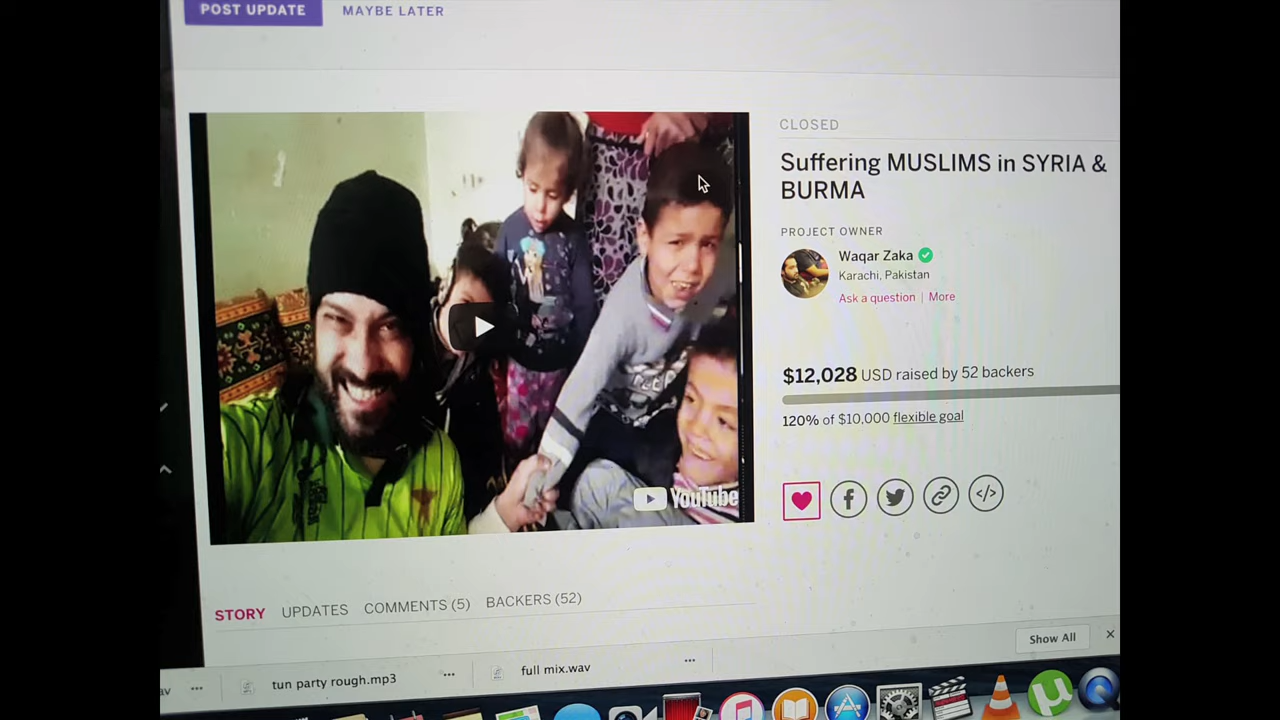 POST UPDATE
MAYBE LATER
CLOSED
Suffering MUSLIMS in SYRIA &
BURMA
PROJECT OWNER
Waqar Zaka
Karachi, Pakistan
Ask a question | More
$12,028 USD raised by 52 backers
120% of $10,000 flexible goal
YouTube
STORY
UPDATES
COMMENTS (5)
BACKERS (52)
Show All
tun party rough.mp3
full mix.wav